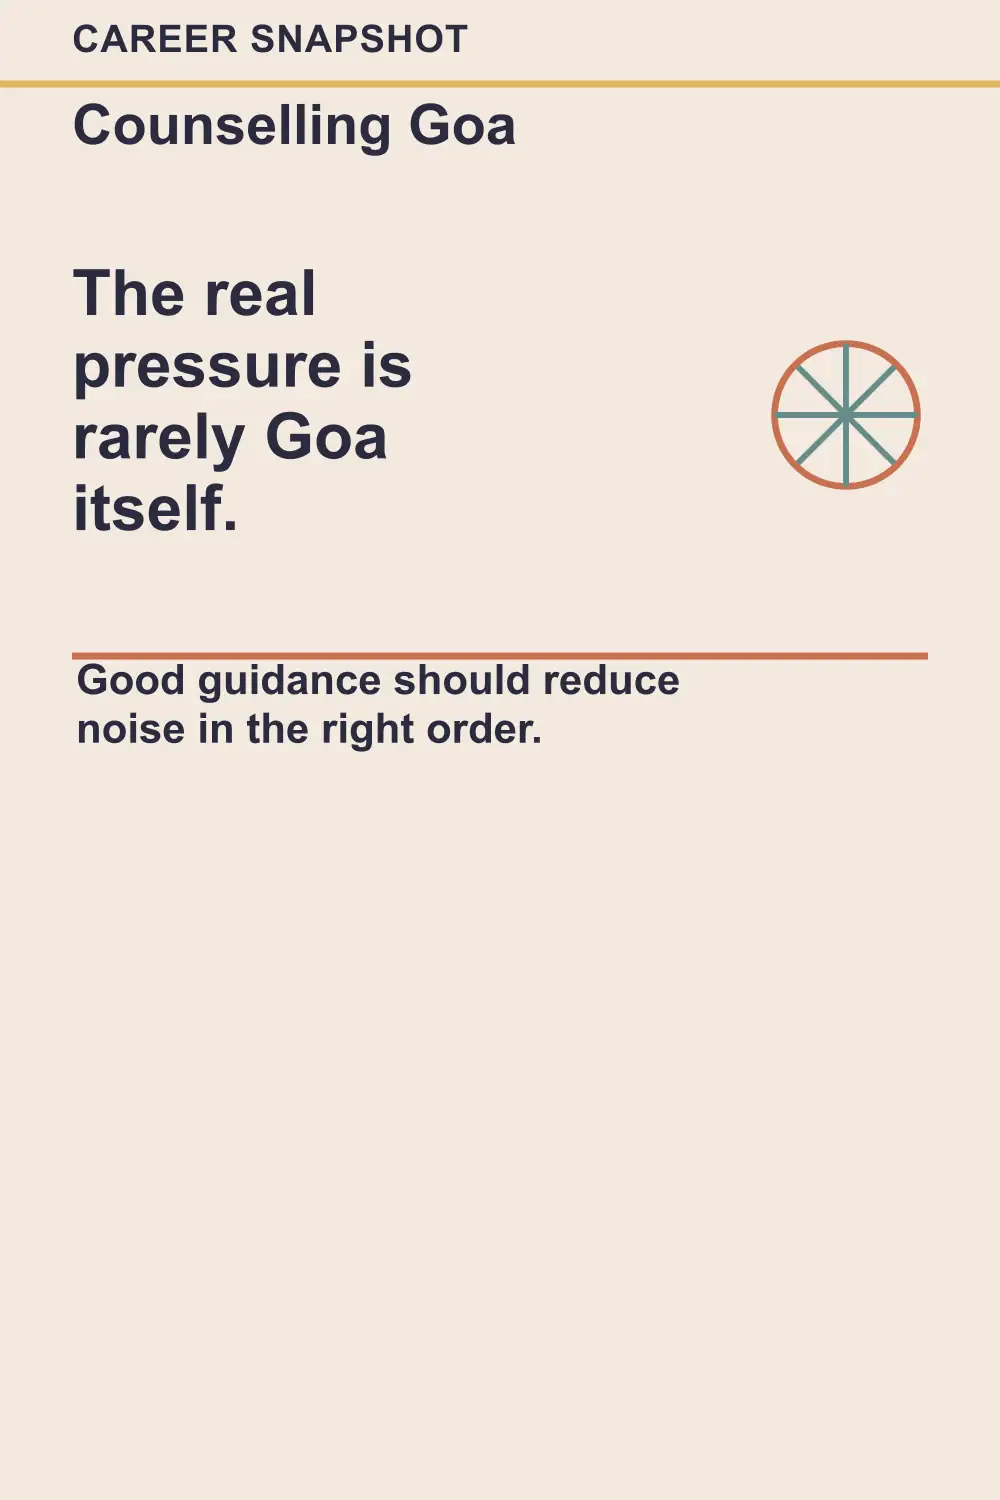 CAREER SNAPSHOT
Counselling Goa
The real
pressure is
rarely Goa
itself.
Good guidance should reduce
noise in the right order.